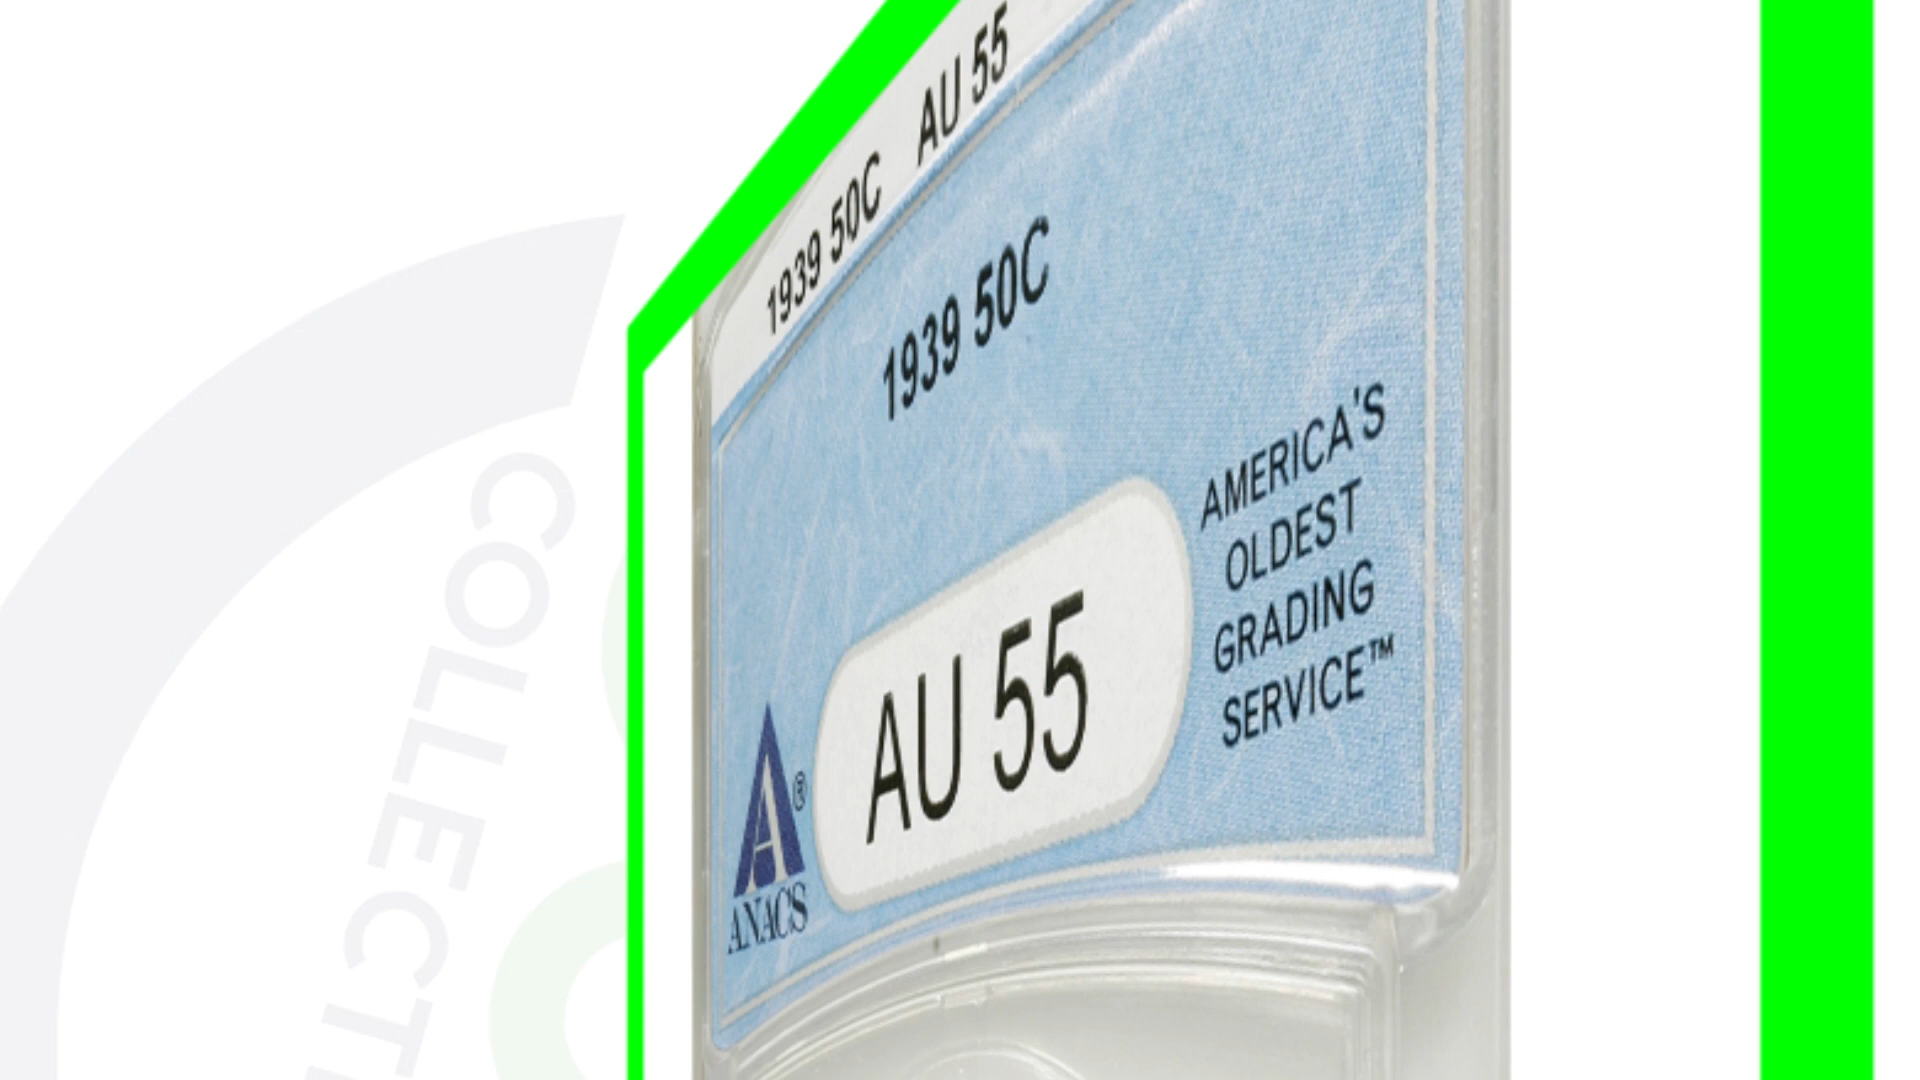 1939 50C AU 55
1939 50C
AMERICA'S
OLDEST
GRADING
SERVICE™
AU 55
A®
ANACS
COLLECT